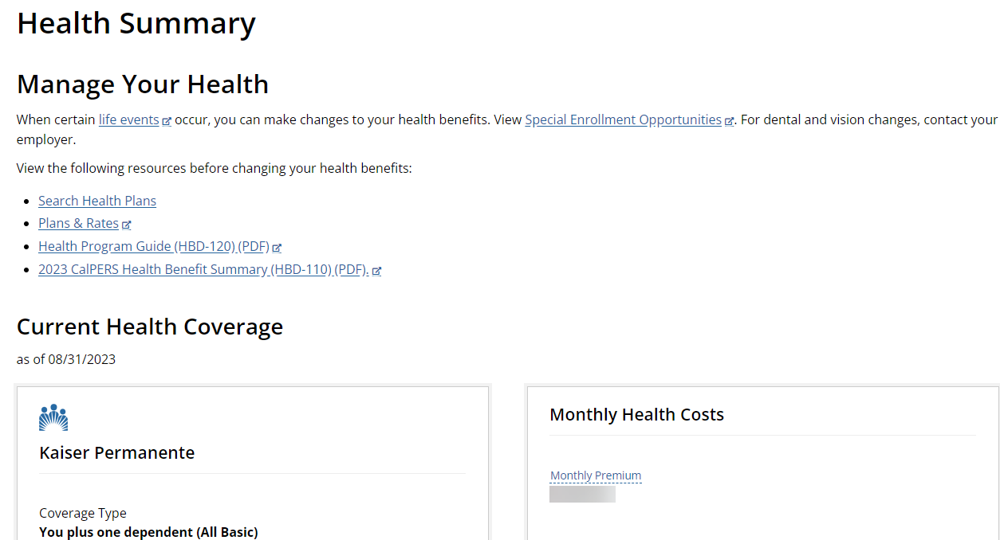 Health Summary
Manage Your Health
When certain life events occur, you can make changes to your health benefits. View Special Enrollment Opportunities. For dental and vision changes, contact your
employer.
View the following resources before changing your health benefits:
Search Health Plans
Plans & Rates
Health Program Guide (HBD-120) (PDF)
2023 CalPERS Health Benefit Summary (HBD-110) (PDF).
Current Health Coverage
as of 08/31/2023
Kaiser Permanente
Coverage Type
You plus one dependent (All Basic)
Monthly Health Costs
Monthly Premium